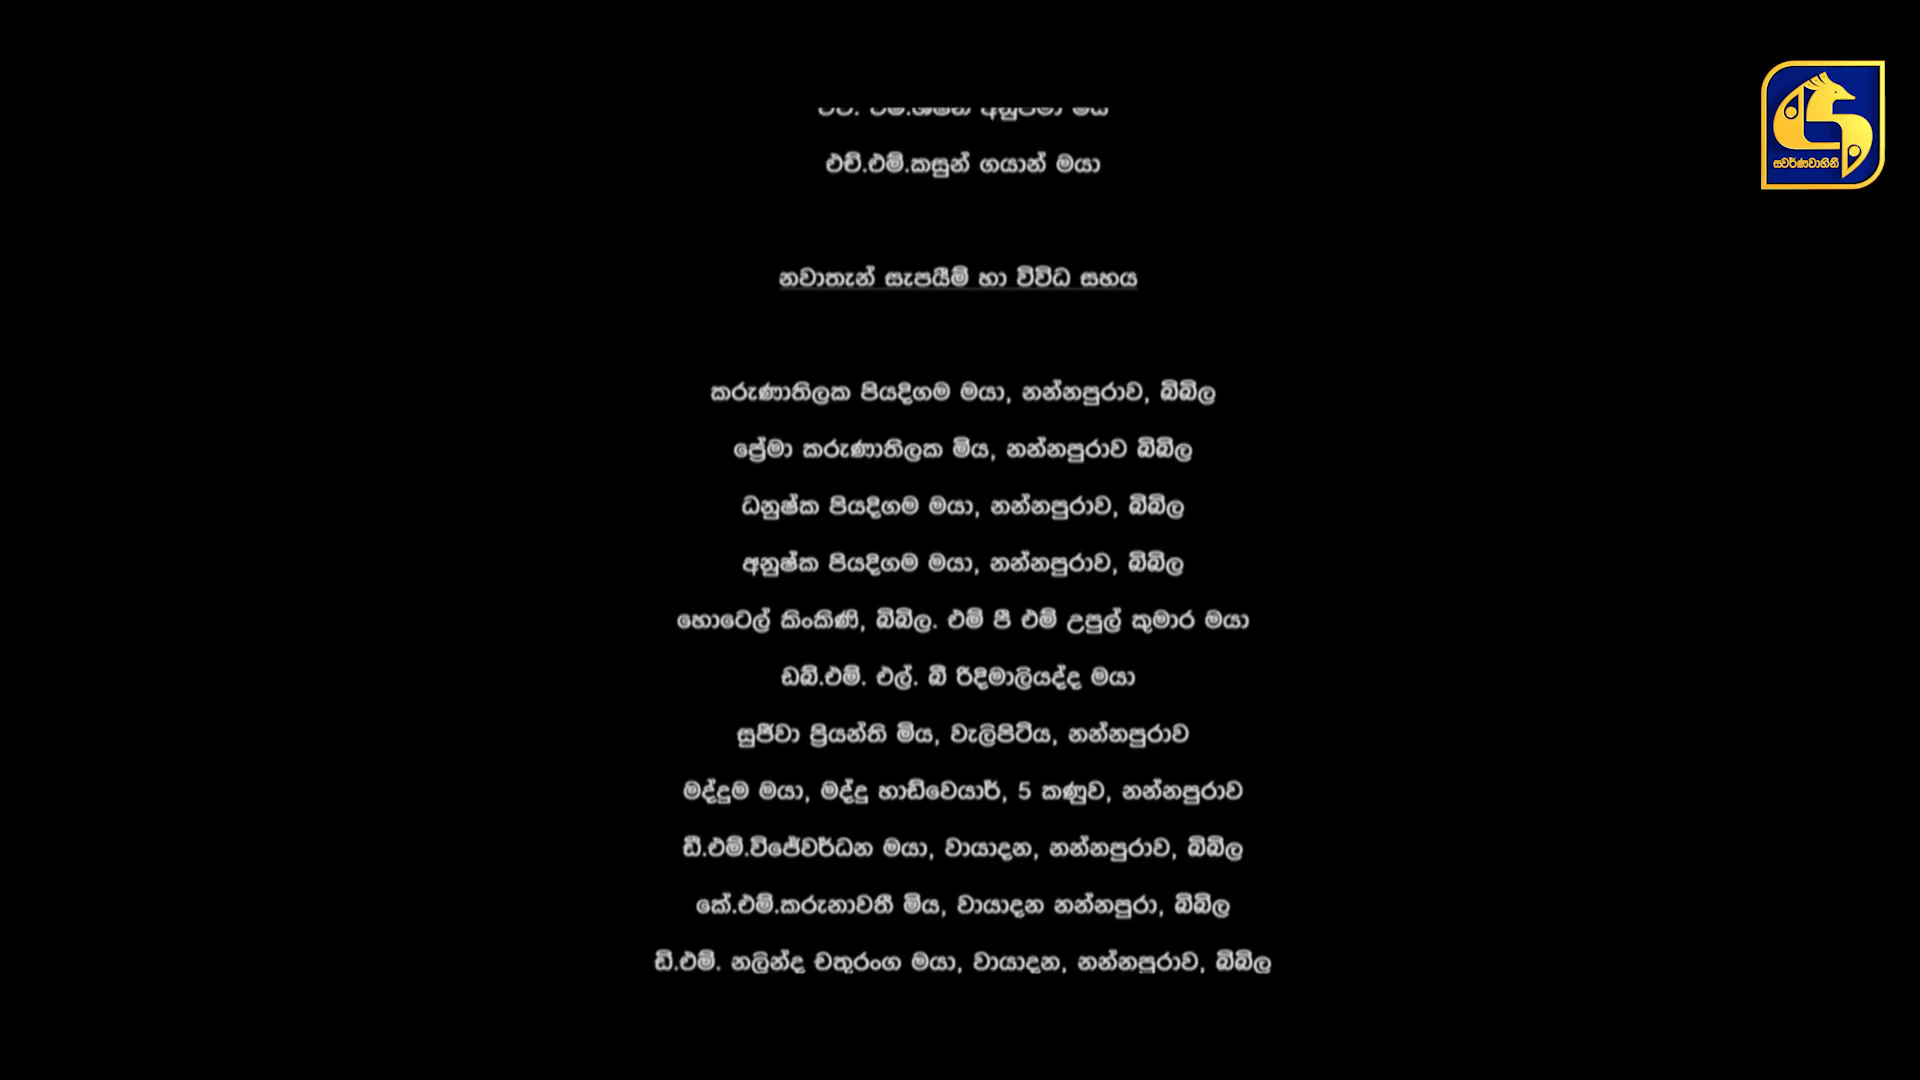 එච්.එම්.කසුන් ගයාන් මයා
නවාතැන් සැපයීම් හා විවිධ සහය
කරුණාතිලක පියදිගම මයා, නන්නපුරාව, බිබිල
ප්‍රේමා කරුණාතිලක මිය, නන්නපුරාව බිබිල
ධනුෂ්ක පියදිගම මයා, නන්නපුරාව, බිබිල
අනුෂ්ක පියදිගම මයා, නන්නපුරාව, බිබිල
හොටෙල් කිංකිණි, බිබිල. එම් පී එම් උපුල් කුමාර මයා
ඩබ්.එම්. එල්. බී රිදිමාලියද්ද මයා
සුජීවා ප්‍රියන්ති මිය, වැලිපිටිය, නන්නපුරාව
මද්දුම මයා, මද්දු හාඩ්වෙයාර්, 5 කණුව, නන්නපුරාව
ඩී.එම්.විජේවර්ධන මයා, වායාදන, නන්නපුරාව, බිබිල
කේ.එම්.කරුනාවතී මිය, වායාදන නන්නපුරා, බිබිල
ඩි.එම්. නලින්ද චතුරංග මයා, වායාදන, නන්නපුරාව, බිබිල
ස්වර්ණවාහිනී